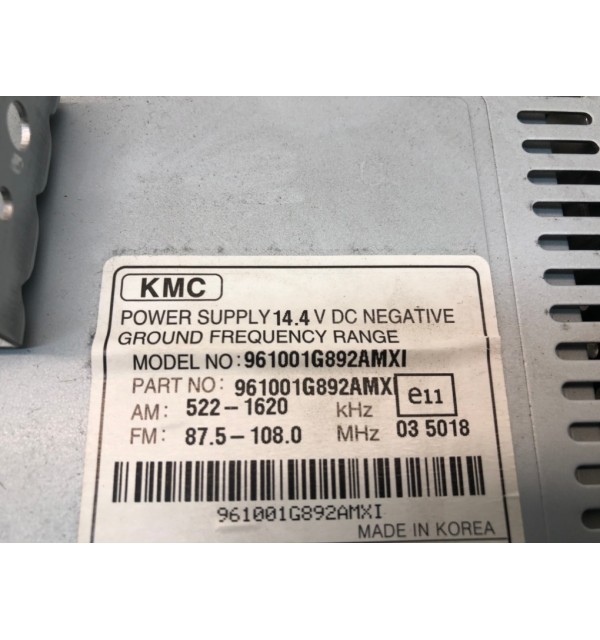 KMC
POWER SUPPLY 14.4 V DC NEGATIVE
GROUND FREQUENCY RANGE
MODEL NO: 961001G892AMXI
PART NO: 961001G892AMXI
AM: 522-1620 kHz
FM: 87.5-108.0 MHz
e11
03 5018
961001G892AMXI
MADE IN KOREA